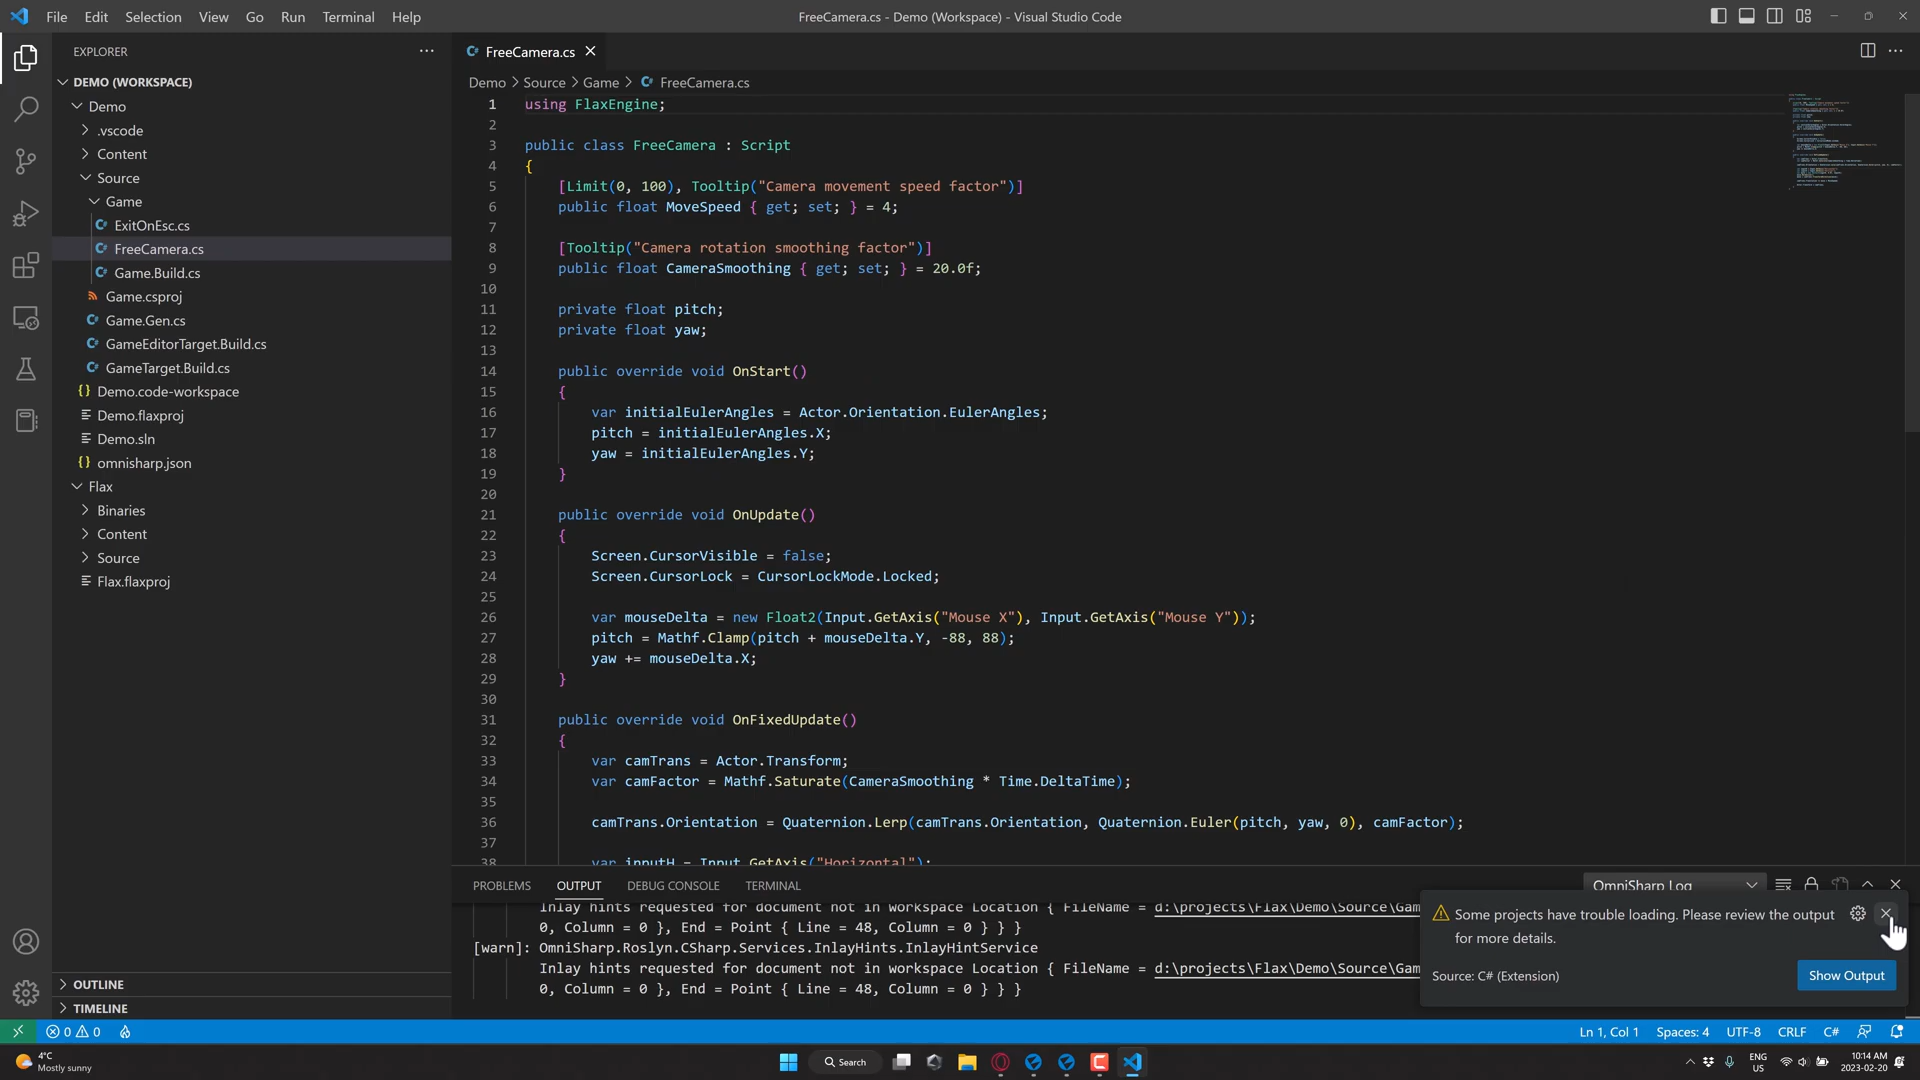 File Edit Selection View Go Run Terminal Help
FreeCamera.cs - Demo (Workspace) - Visual Studio Code
EXPLORER
DEMO (WORKSPACE)
Demo
.vscode
Content
Source
Game
ExitOnEsc.cs
FreeCamera.cs
Game.Build.cs
Game.csproj
Game.Gen.cs
GameEditorTarget.Build.cs
GameTarget.Build.cs
Demo.code-workspace
Demo.flaxproj
Demo.sln
omnisharp.json
Flax
Binaries
Content
Source
Flax.flaxproj
OUTLINE
TIMELINE
FreeCamera.cs
Demo > Source > Game > FreeCamera.cs
1 using FlaxEngine;
2
3 public class FreeCamera : Script
4 {
5 [Limit(0, 100), Tooltip("Camera movement speed factor")]
6 public float MoveSpeed { get; set; } = 4;
7
8 [Tooltip("Camera rotation smoothing factor")]
9 public float CameraSmoothing { get; set; } = 20.0f;
10
11 private float pitch;
12 private float yaw;
13
14 public override void OnStart()
15 {
16 var initialEulerAngles = Actor.Orientation.EulerAngles;
17 pitch = initialEulerAngles.X;
18 yaw = initialEulerAngles.Y;
19 }
20
21 public override void OnUpdate()
22 {
23 Screen.CursorVisible = false;
24 Screen.CursorLock = CursorLockMode.Locked;
25
26 var mouseDelta = new Float2(Input.GetAxis("Mouse X"), Input.GetAxis("Mouse Y"));
27 pitch = Mathf.Clamp(pitch + mouseDelta.Y, -88, 88);
28 yaw += mouseDelta.X;
29 }
30
31 public override void OnFixedUpdate()
32 {
33 var camTrans = Actor.Transform;
34 var camFactor = Mathf.Saturate(CameraSmoothing * Time.DeltaTime);
35
36 camTrans.Orientation = Quaternion.Lerp(camTrans.Orientation, Quaternion.Euler(pitch, yaw, 0), camFactor);
37
38 var inputH = Input.GetAxis("Horizontal");
PROBLEMS OUTPUT DEBUG CONSOLE TERMINAL
OmniSharp Log
Inlay hints requested for document not in workspace Location { FileName = d:\projects\Flax\Demo\Source\Gam
0, Column = 0 }, End = Point { Line = 48, Column = 0 } } }
[warn]: OmniSharp.Roslyn.CSharp.Services.InlayHints.InlayHintService
Inlay hints requested for document not in workspace Location { FileName = d:\projects\Flax\Demo\Source\Gam
0, Column = 0 }, End = Point { Line = 48, Column = 0 } } }
Some projects have trouble loading. Please review the output
for more details.
Source: C# (Extension)
Show Output
0 0
Ln 1, Col 1 Spaces: 4 UTF-8 CRLF C#
4°C
Mostly sunny
Search
ENG
US
10:14 AM
2023-02-20